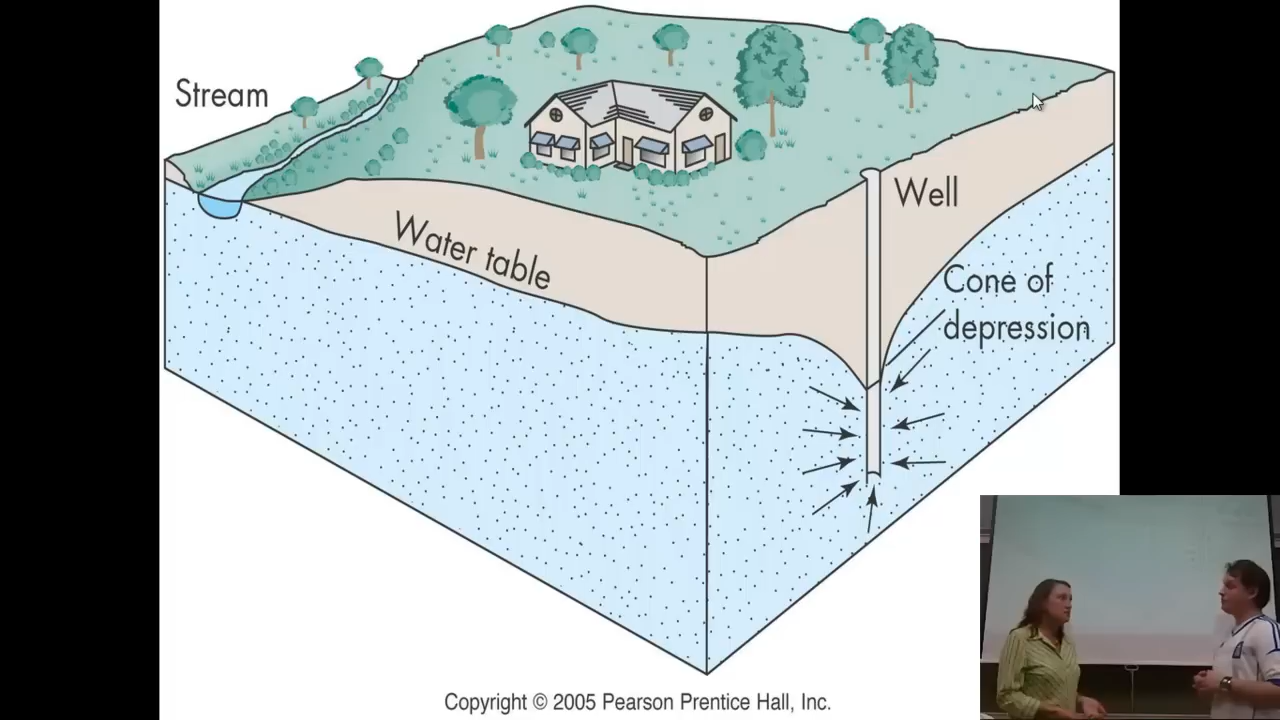 Stream
Well
Water table
Cone of
depression
Copyright © 2005 Pearson Prentice Hall, Inc.